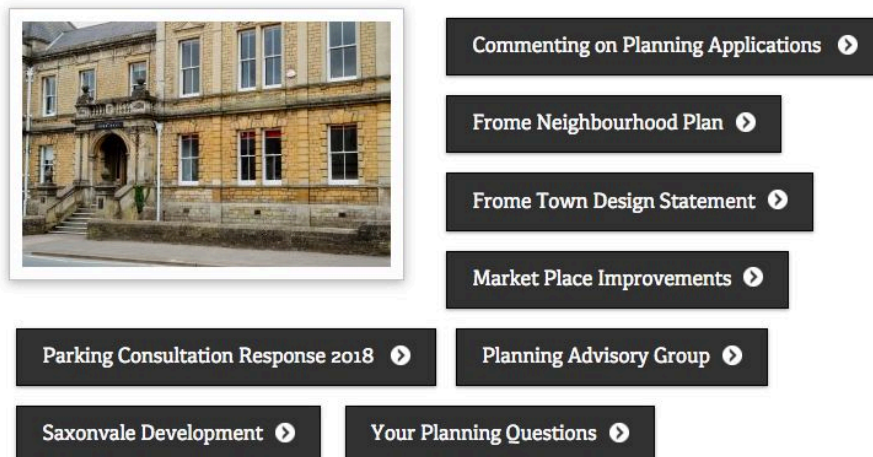 Commenting on Planning Applications
Frome Neighbourhood Plan
Frome Town Design Statement
Market Place Improvements
Parking Consultation Response 2018
Planning Advisory Group
Saxonvale Development
Your Planning Questions